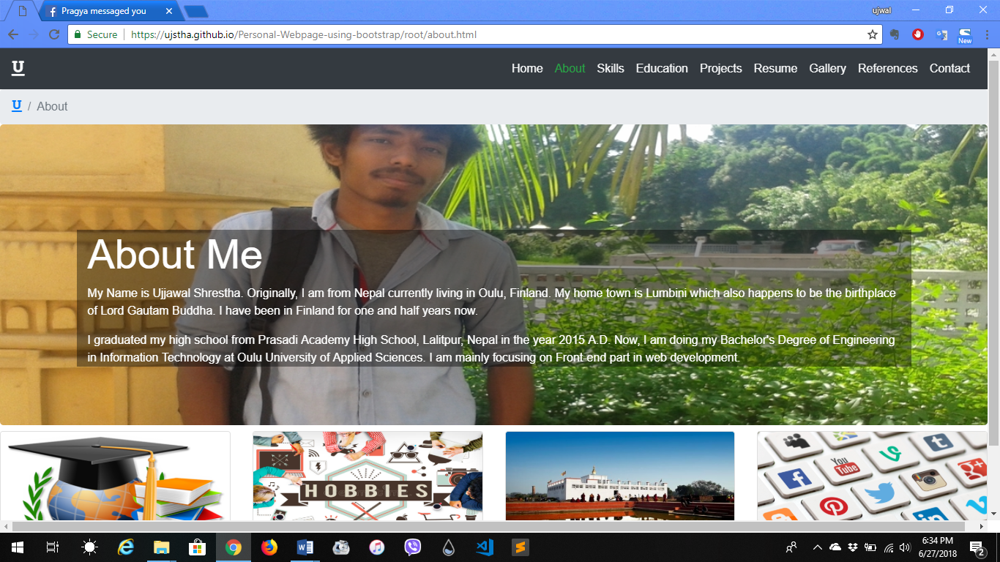 Pragya messaged you
ujwal
Secure
https://ujstha.github.io/Personal-Webpage-using-bootstrap/root/about.html
New
U
Home About Skills Education Projects Resume Gallery References Contact
U / About
About Me
My Name is Ujjawal Shrestha. Originally, I am from Nepal currently living in Oulu, Finland. My home town is Lumbini which also happens to be the birthplace
of Lord Gautam Buddha. I have been in Finland for one and half years now.
I graduated my high school from Prasadi Academy High School, Lalitpur, Nepal in the year 2015 A.D. Now, I am doing my Bachelor's Degree of Engineering
in Information Technology at Oulu University of Applied Sciences. I am mainly focusing on Front-end part in web development.
HOBBIES
You
Tube
6:34 PM
6/27/2018
2